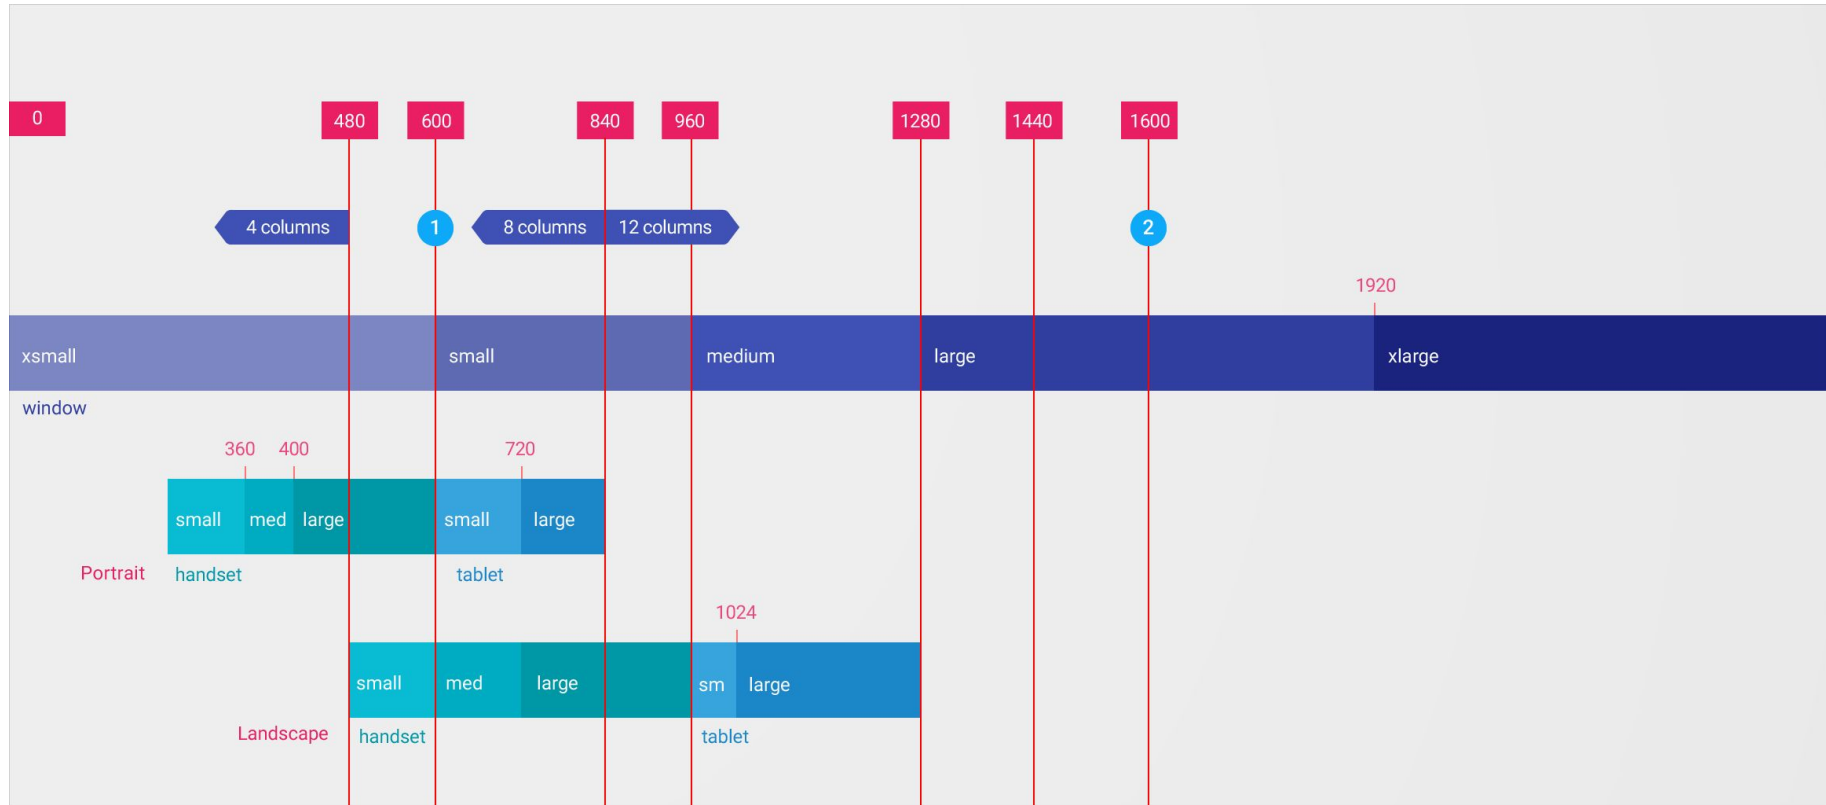 0 480 600 840 960 1280 1440 1600
4 columns 1 8 columns 12 columns 2
1920
xsmall small medium large xlarge
window
360 400 720
small med large small large
Portrait handset tablet
1024
small med large sm large
Landscape handset tablet